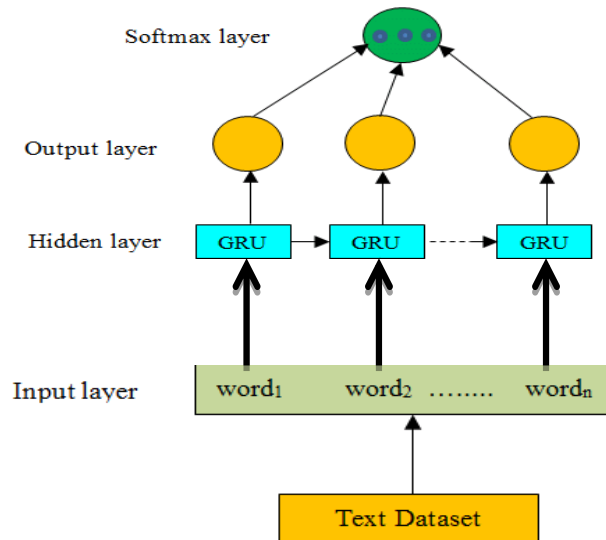 Softmax layer
Output layer
Hidden layer GRU GRU GRU
Input layer word₁ word₂ ........ wordₙ
Text Dataset